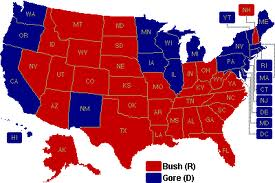 WA
OR
CA
NV
ID
MT
WY
UT
AZ
CO
NM
ND
SD
NE
KS
OK
TX
MN
IA
MO
AR
LA
WI
IL
MI
IN
OH
KY
TN
MS
AL
GA
FL
SC
NC
VA
WV
PA
NY
VT
NH
ME
MA
RI
CT
NJ
DE
MD
DC
HI
AK
Bush (R)
Gore (D)